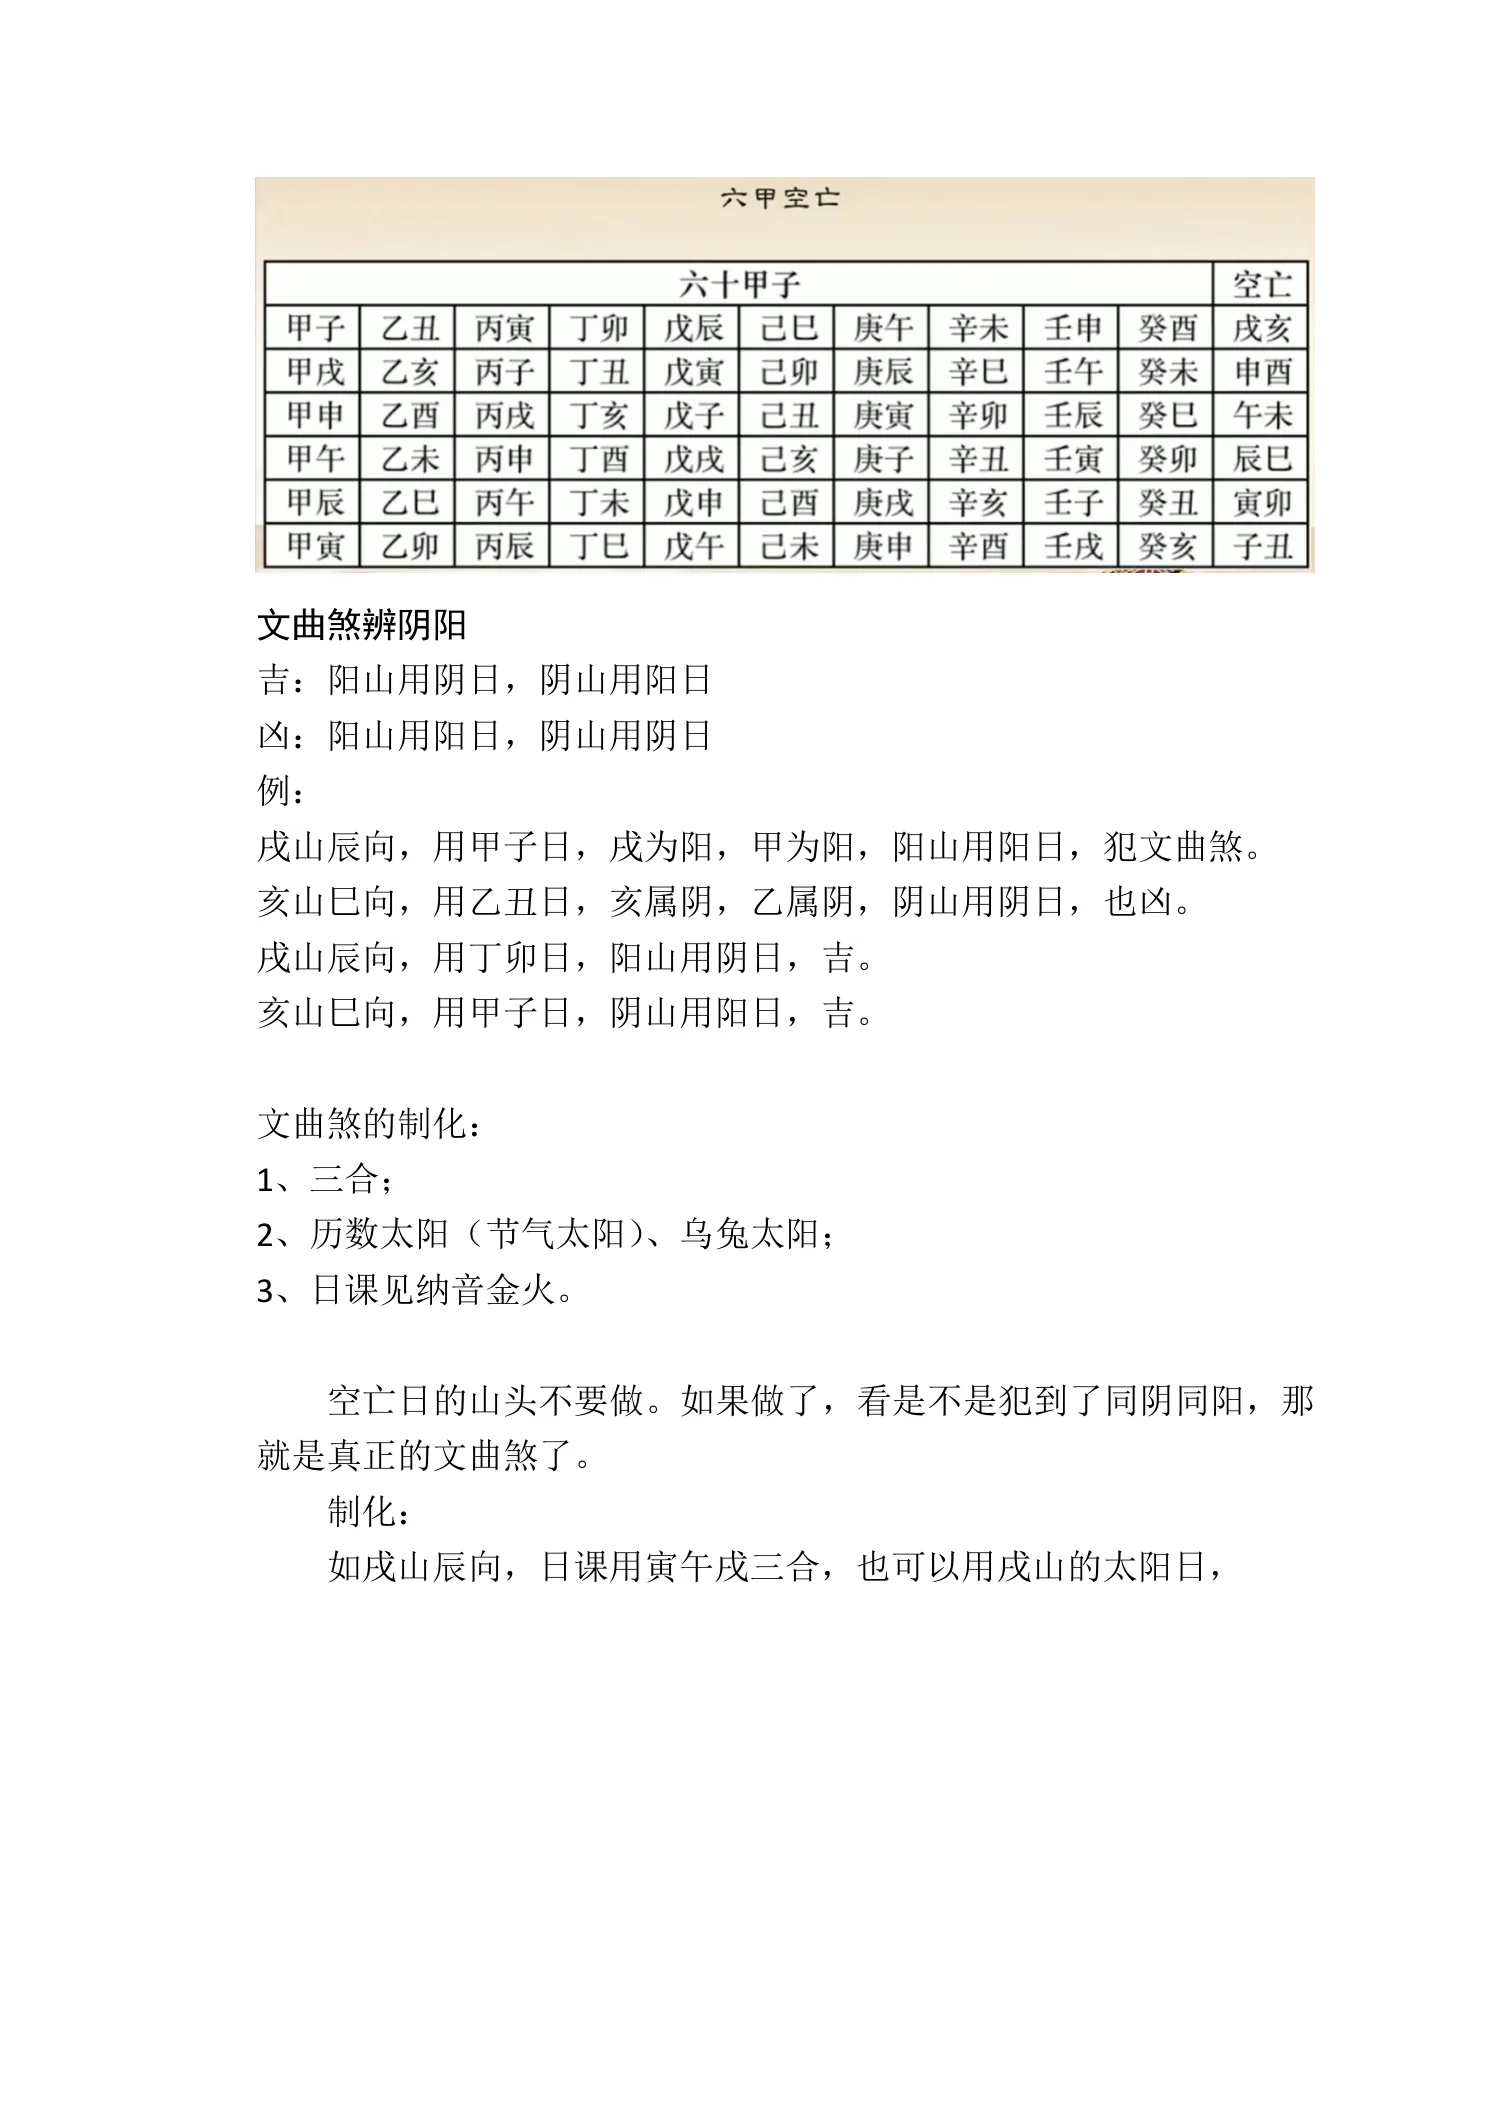 六甲空亡
六十甲子 空亡
甲子 乙丑 丙寅 丁卯 戊辰 己巳 庚午 辛未 壬申 癸酉 戌亥
甲戌 乙亥 丙子 丁丑 戊寅 己卯 庚辰 辛巳 壬午 癸未 申酉
甲申 乙酉 丙戌 丁亥 戊子 己丑 庚寅 辛卯 壬辰 癸巳 午未
甲午 乙未 丙申 丁酉 戊戌 己亥 庚子 辛丑 壬寅 癸卯 辰巳
甲辰 乙巳 丙午 丁未 戊申 己酉 庚戌 辛亥 壬子 癸丑 寅卯
甲寅 乙卯 丙辰 丁巳 戊午 己未 庚申 辛酉 壬戌 癸亥 子丑
文曲煞辨阴阳
吉：阳山用阴日，阴山用阳日
凶：阳山用阳日，阴山用阴日
例：
戌山辰向，用甲子日，戌为阳，甲为阳，阳山用阳日，犯文曲煞。
亥山巳向，用乙丑日，亥属阴，乙属阴，阴山用阴日，也凶。
戌山辰向，用丁卯日，阳山用阴日，吉。
亥山巳向，用甲子日，阴山用阳日，吉。
文曲煞的制化：
1、三合；
2、历数太阳（节气太阳）、乌兔太阳；
3、日课见纳音金火。
空亡日的山头不要做。如果做了，看是不是犯到了同阴同阳，那
就是真正的文曲煞了。
制化：
如戌山辰向，日课用寅午戌三合，也可以用戌山的太阳日，